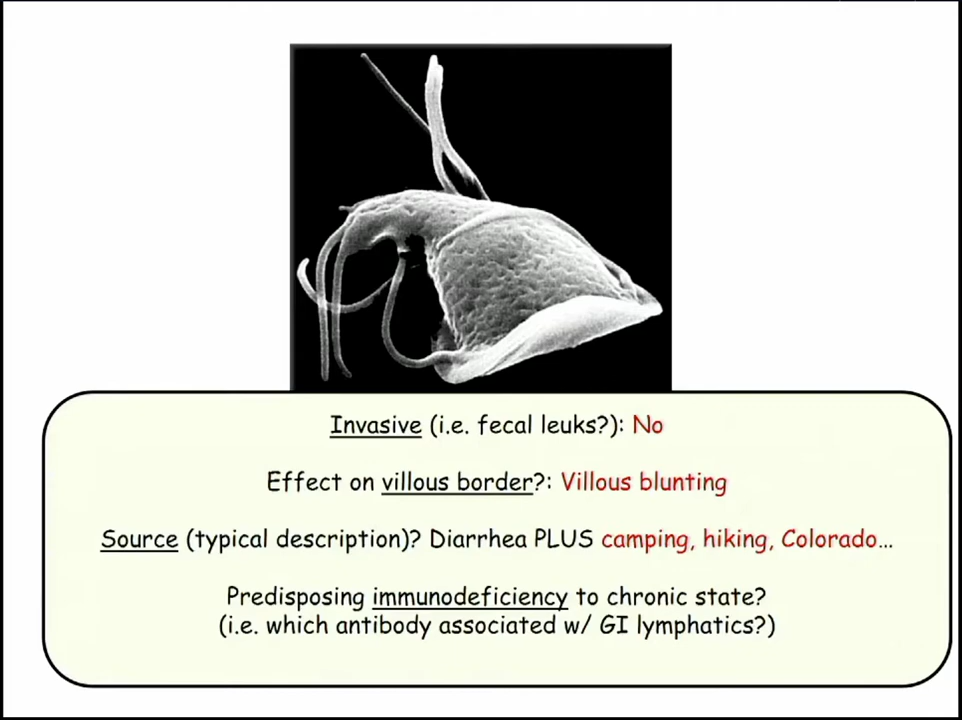 Invasive (i.e. fecal leuks?): No
Effect on villous border?: Villous blunting
Source (typical description)? Diarrhea PLUS camping, hiking, Colorado...
Predisposing immunodeficiency to chronic state?
(i.e. which antibody associated w/ GI lymphatics?)